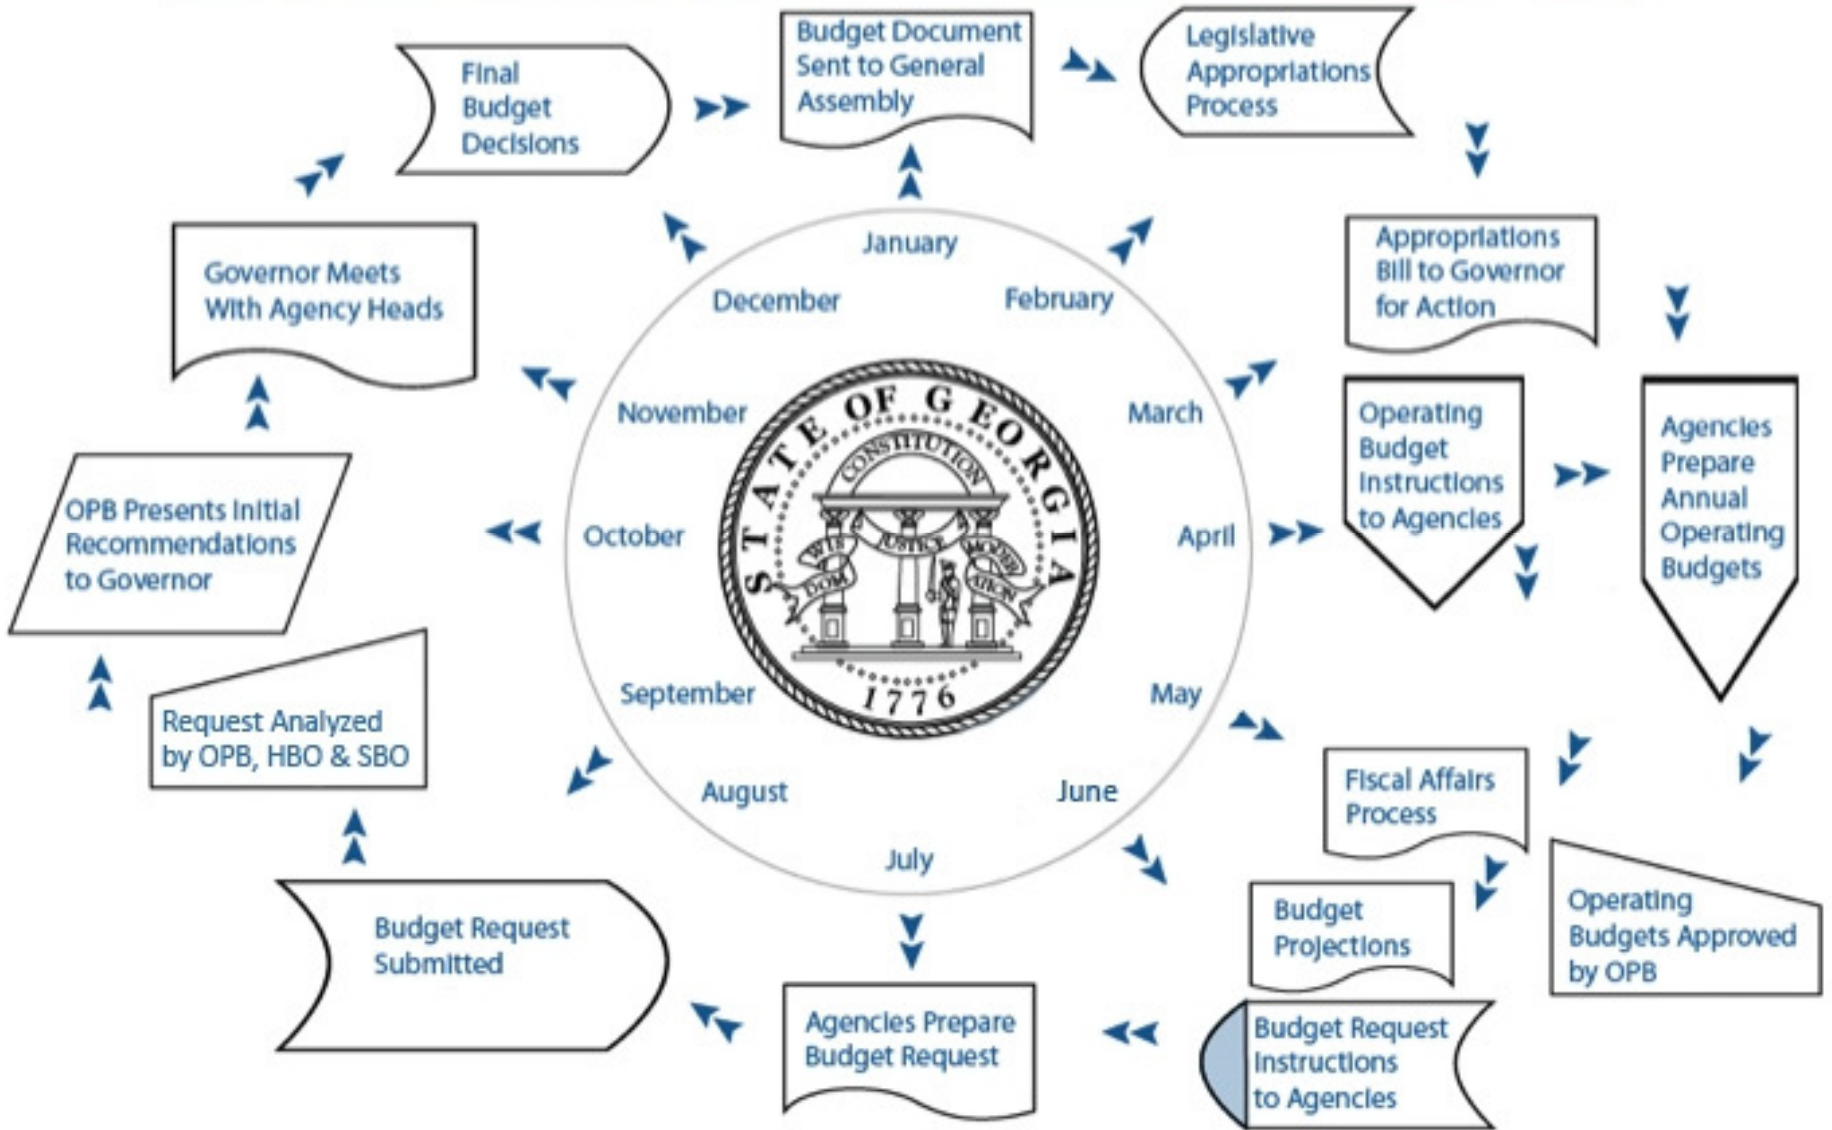 Final
Budget
Decisions
Budget Document
Sent to General
Assembly
Legislative
Appropriations
Process
Appropriations
Bill to Governor
for Action
Operating
Budget
Instructions
to Agencies
Agencies
Prepare
Annual
Operating
Budgets
Fiscal Affairs
Process
Operating
Budgets Approved
by OPB
Budget
Projections
Budget Request
Instructions
to Agencies
Agencies Prepare
Budget Request
Budget Request
Submitted
Request Analyzed
by OPB, HBO & SBO
OPB Presents Initial
Recommendations
to Governor
Governor Meets
With Agency Heads
January
February
March
April
May
June
July
August
September
October
November
December
STATE OF GEORGIA
CONSTITUTION
WIS
DOM
JUSTICE
MODER
ATION
1776